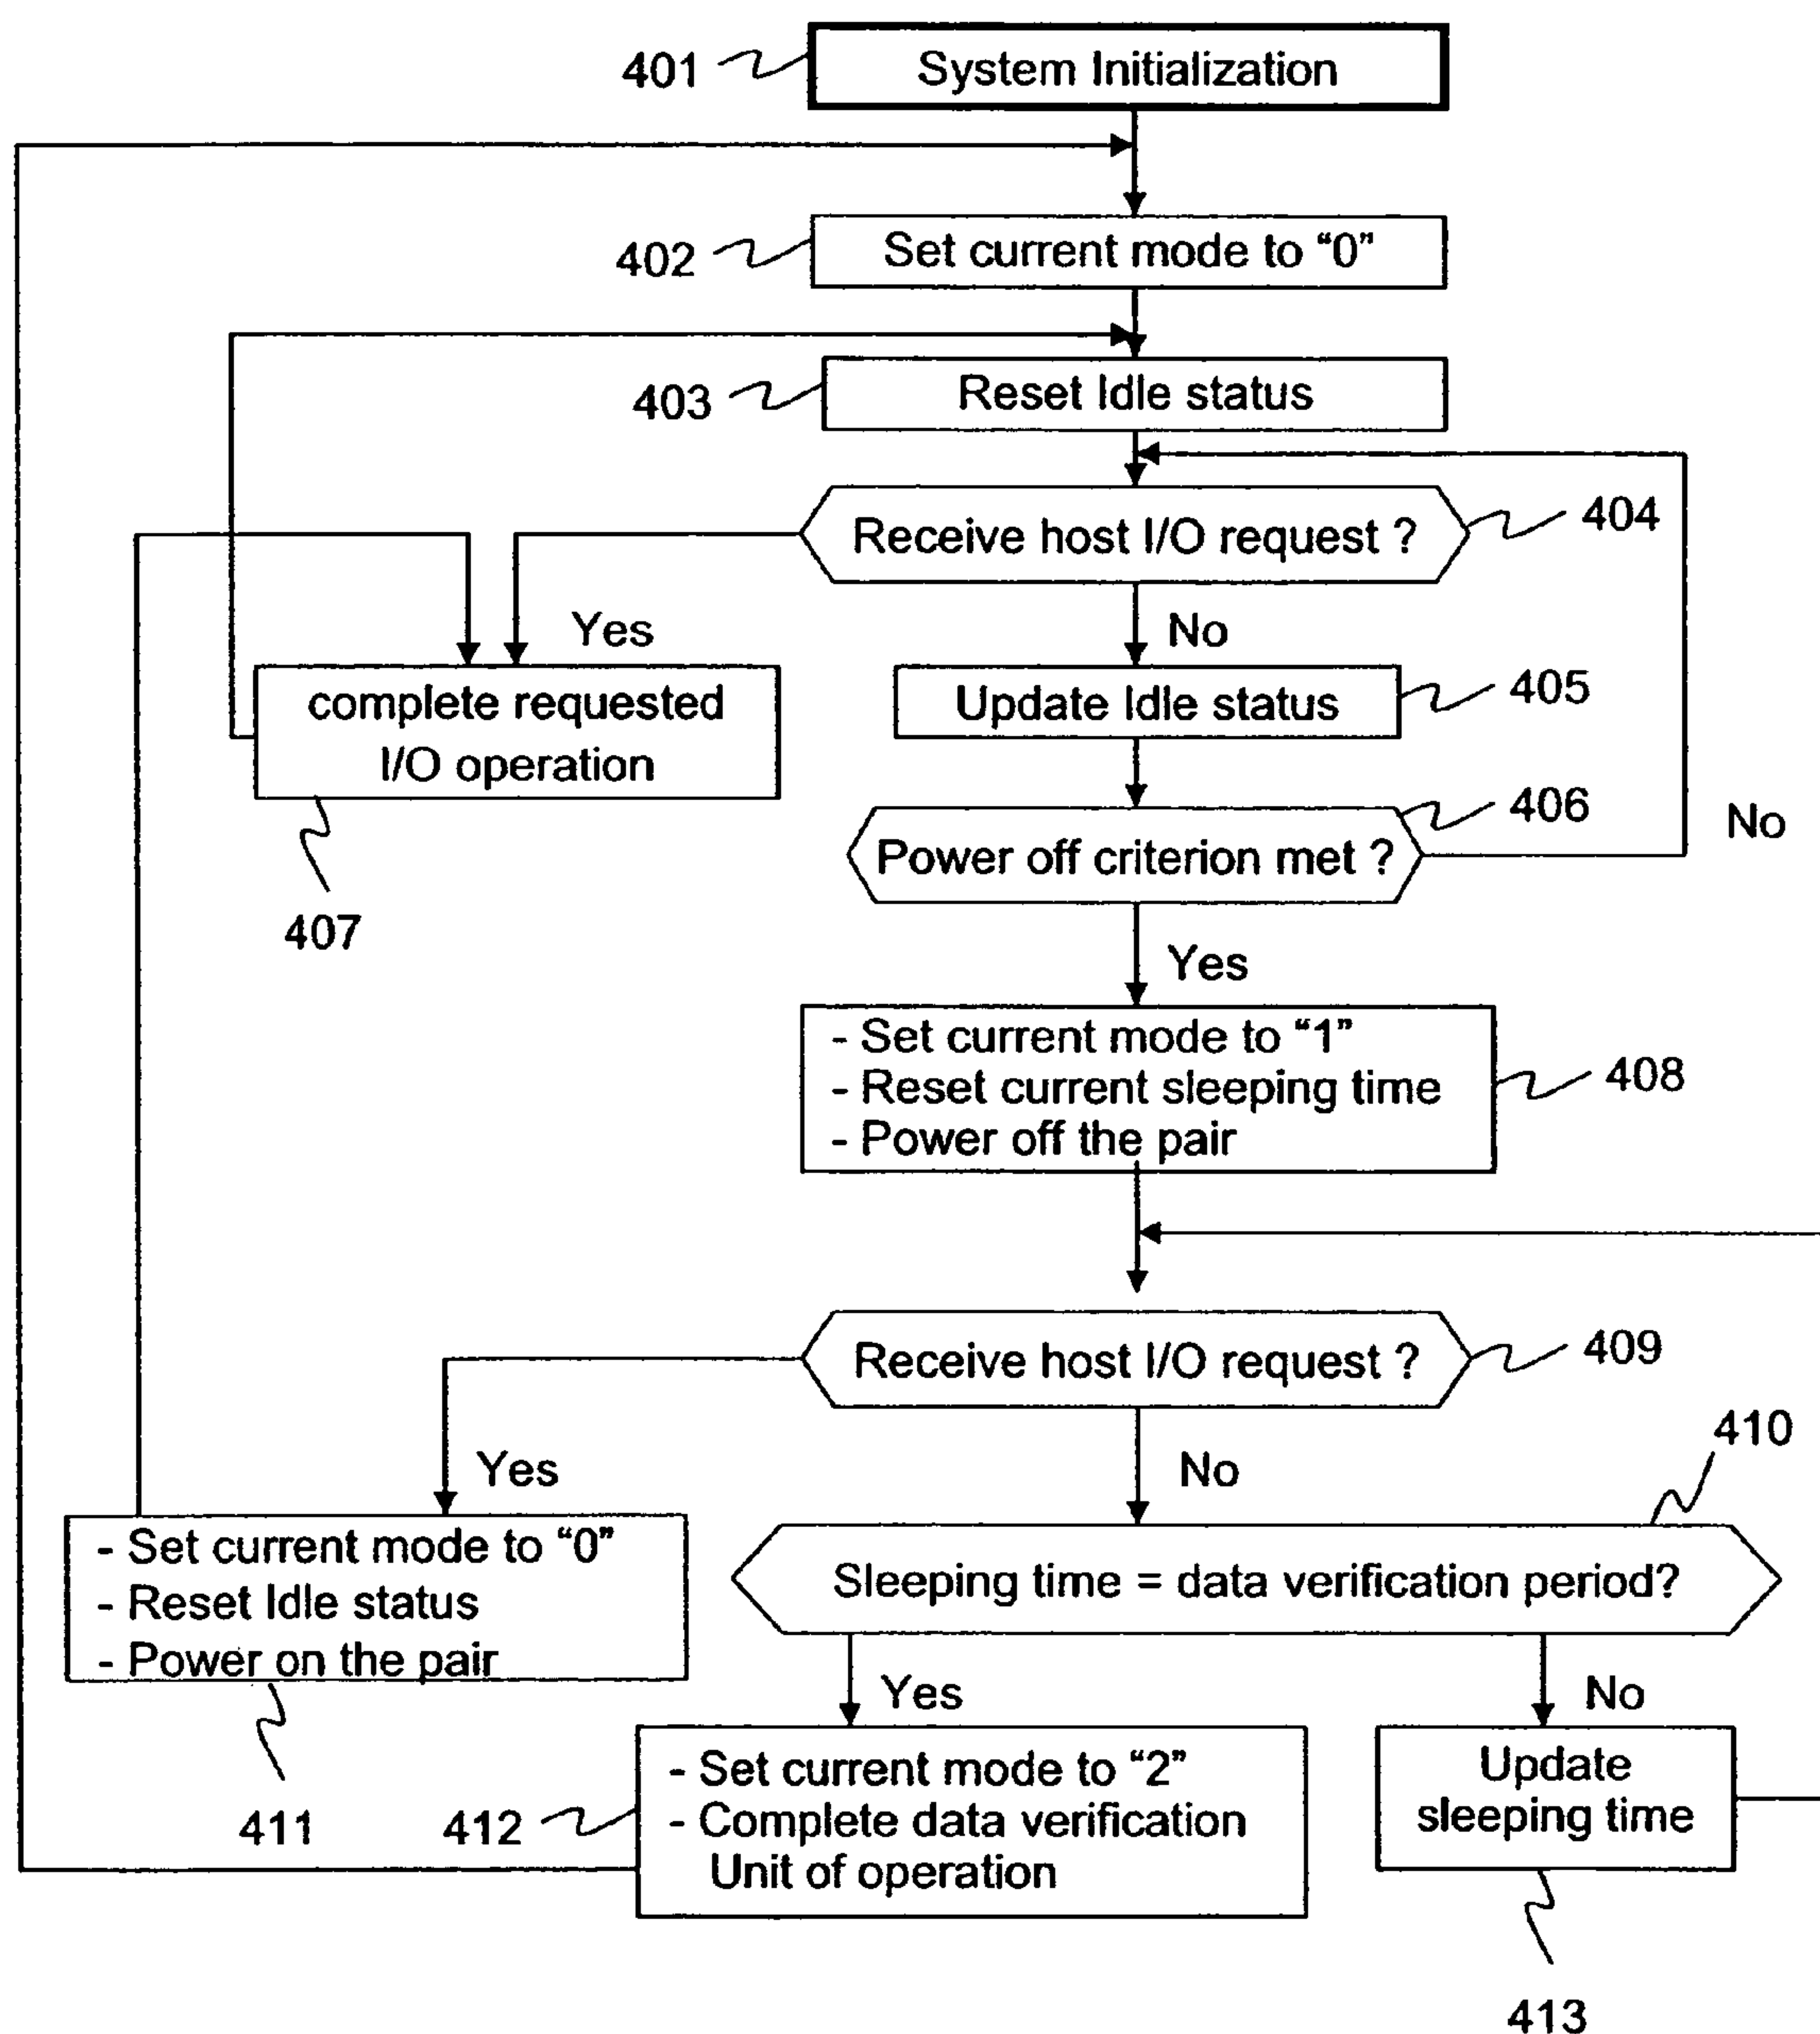 401
System Initialization
402
Set current mode to “0”
403
Reset Idle status
Receive host I/O request ?
404
Yes
No
complete requested
I/O operation
407
Update Idle status
405
Power off criterion met ?
406
No
Yes
- Set current mode to “1”
- Reset current sleeping time
- Power off the pair
408
Receive host I/O request ?
409
Yes
No
410
- Set current mode to “0”
- Reset Idle status
- Power on the pair
411
Sleeping time = data verification period?
Yes
No
- Set current mode to “2”
- Complete data verification
Unit of operation
412
Update
sleeping time
413